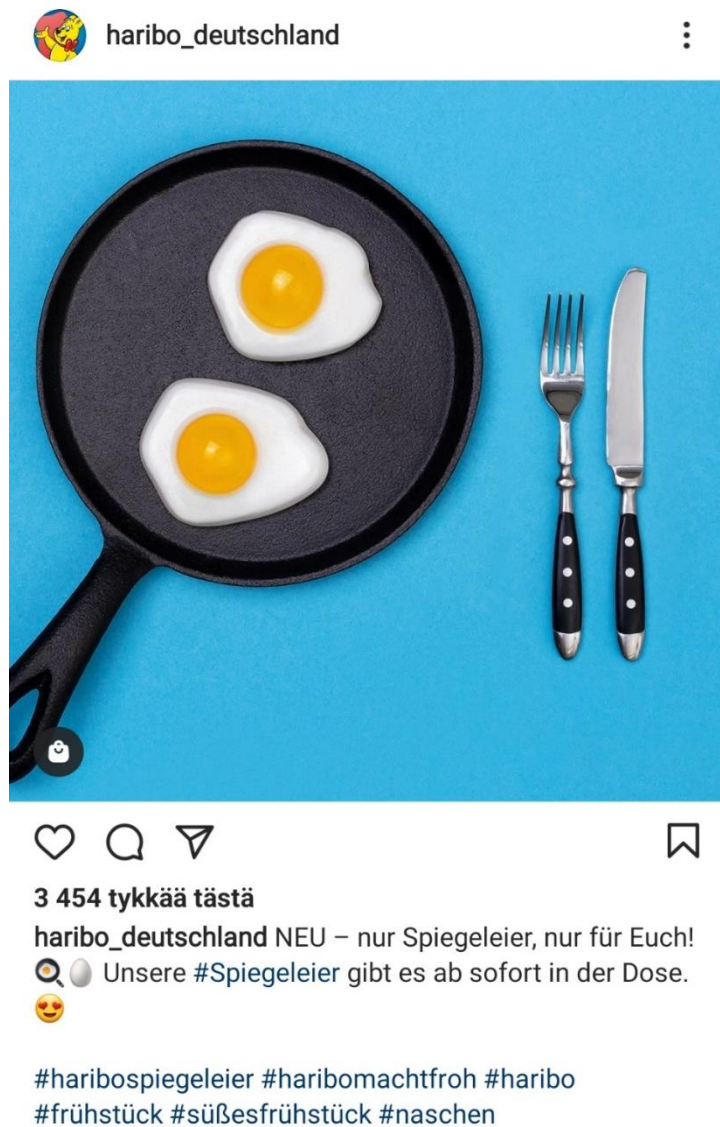 haribo_deutschland
3 454 tykkää tästä
haribo_deutschland NEU – nur Spiegeleier, nur für Euch!
🍳🥚 Unsere #Spiegeleier gibt es ab sofort in der Dose.
😍
#haribospiegeleier #haribomachtfroh #haribo
#frühstück #süßesfrühstück #naschen